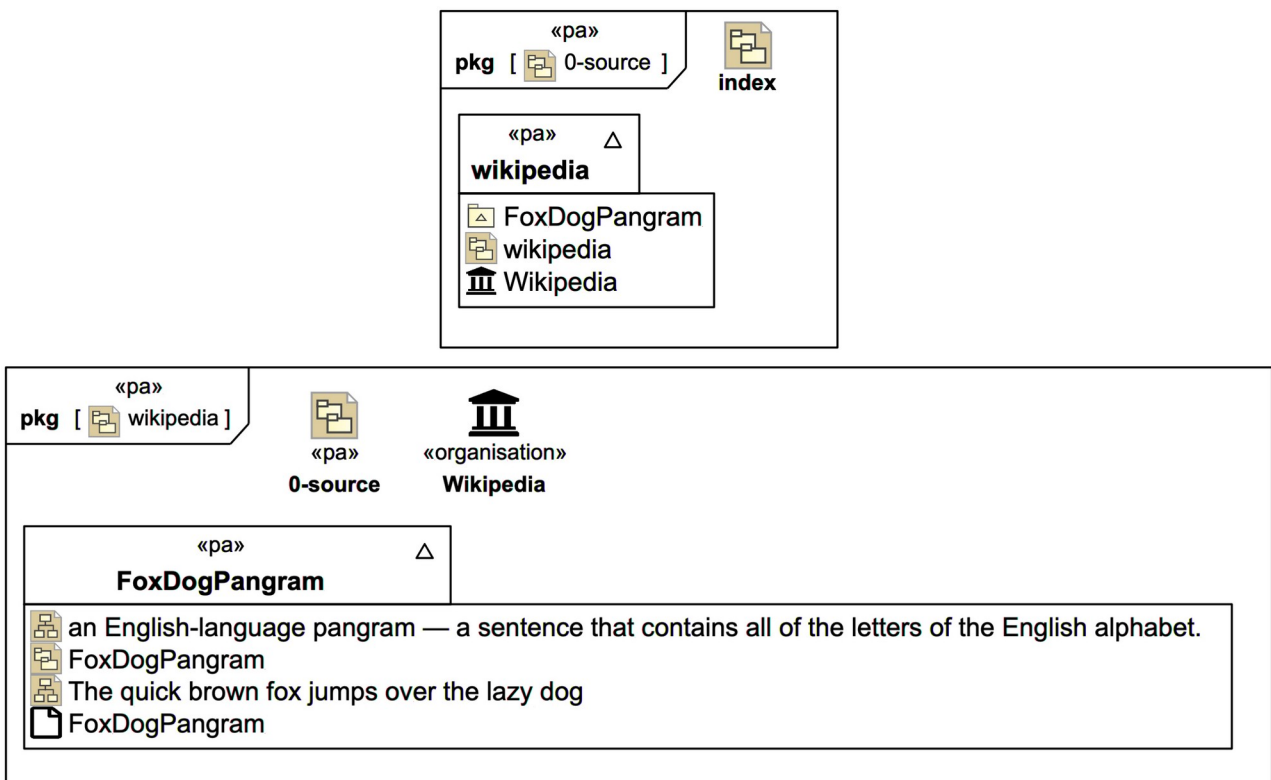 «pa»
pkg [ 0-source ]
index
«pa»
wikipedia
FoxDogPangram
wikipedia
Wikipedia
«pa»
pkg [ wikipedia ]
«pa»
0-source
«organisation»
Wikipedia
«pa»
FoxDogPangram
an English-language pangram — a sentence that contains all of the letters of the English alphabet.
FoxDogPangram
The quick brown fox jumps over the lazy dog
FoxDogPangram